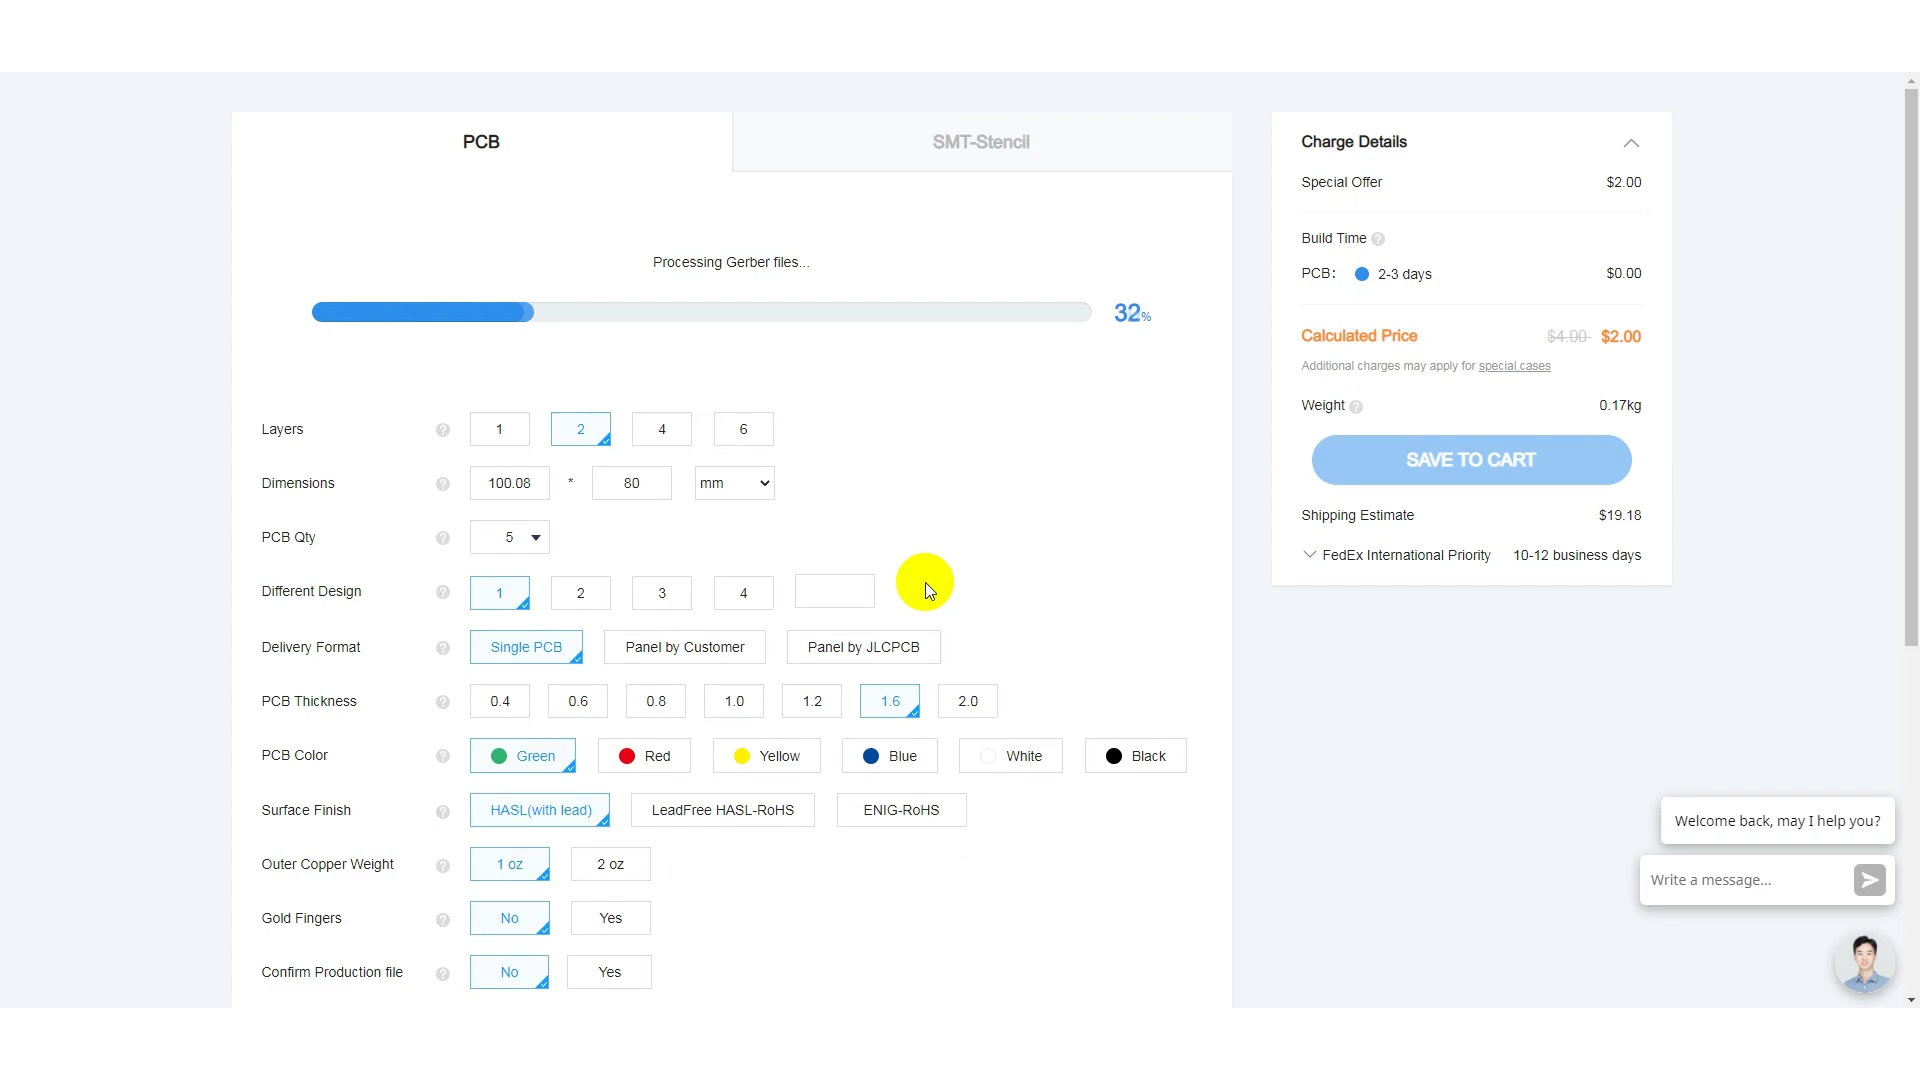 PCB
SMT-Stencil
Processing Gerber files...
32%
Layers ? 1 2 4 6
Dimensions ? 100.08 * 80 mm
PCB Qty ? 5
Different Design ? 1 2 3 4
Delivery Format ? Single PCB Panel by Customer Panel by JLCPCB
PCB Thickness ? 0.4 0.6 0.8 1.0 1.2 1.6 2.0
PCB Color ? Green Red Yellow Blue White Black
Surface Finish ? HASL(with lead) LeadFree HASL-RoHS ENIG-RoHS
Outer Copper Weight ? 1 oz 2 oz
Gold Fingers ? No Yes
Confirm Production file ? No Yes
Charge Details
Special Offer $2.00
Build Time ?
PCB: 2-3 days $0.00
Calculated Price $4.00 $2.00
Additional charges may apply for special cases
Weight ? 0.17kg
SAVE TO CART
Shipping Estimate $19.18
FedEx International Priority 10-12 business days
Welcome back, may I help you?
Write a message...